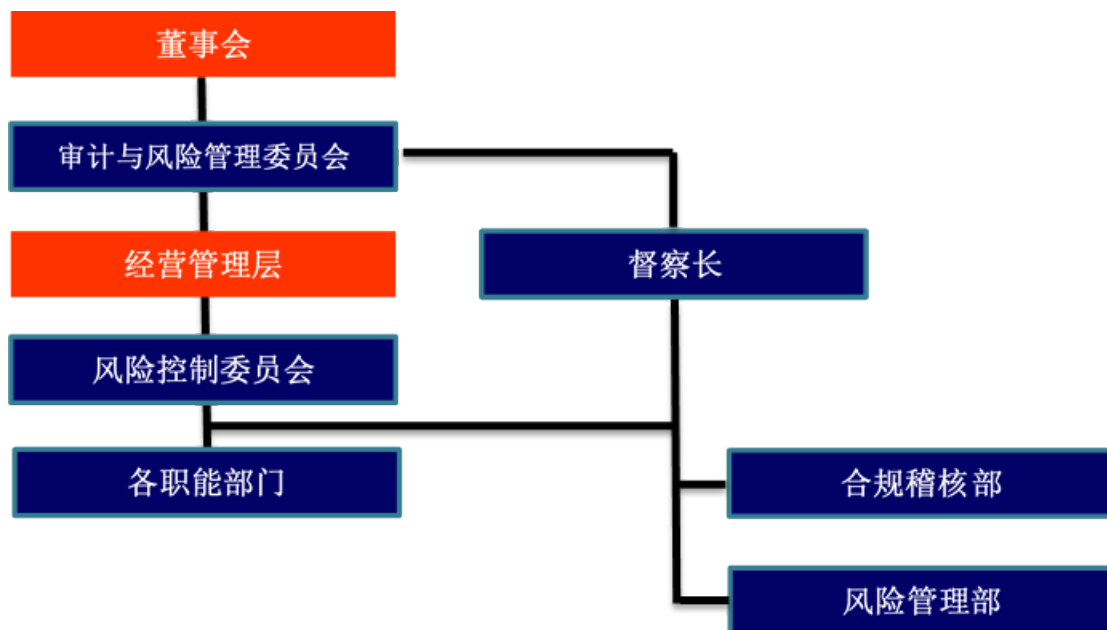 董事会
审计与风险管理委员会
经营管理层
督察长
风险控制委员会
各职能部门
合规稽核部
风险管理部